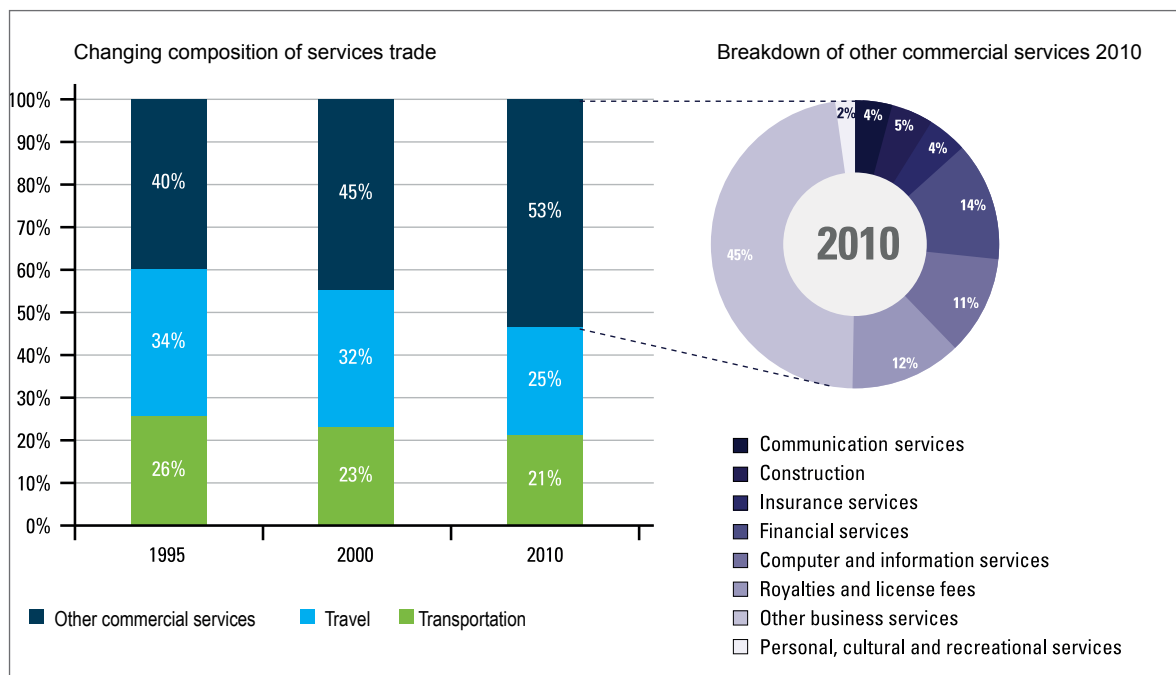 Changing composition of services trade
100%
90%
80%
70%
60%
50%
40%
30%
20%
10%
0%
40%
34%
26%
45%
32%
23%
53%
25%
21%
1995 2000 2010
Other commercial services Travel Transportation
Breakdown of other commercial services 2010
2% 4% 5% 4%
14%
11%
12%
45%
2010
Communication services
Construction
Insurance services
Financial services
Computer and information services
Royalties and license fees
Other business services
Personal, cultural and recreational services